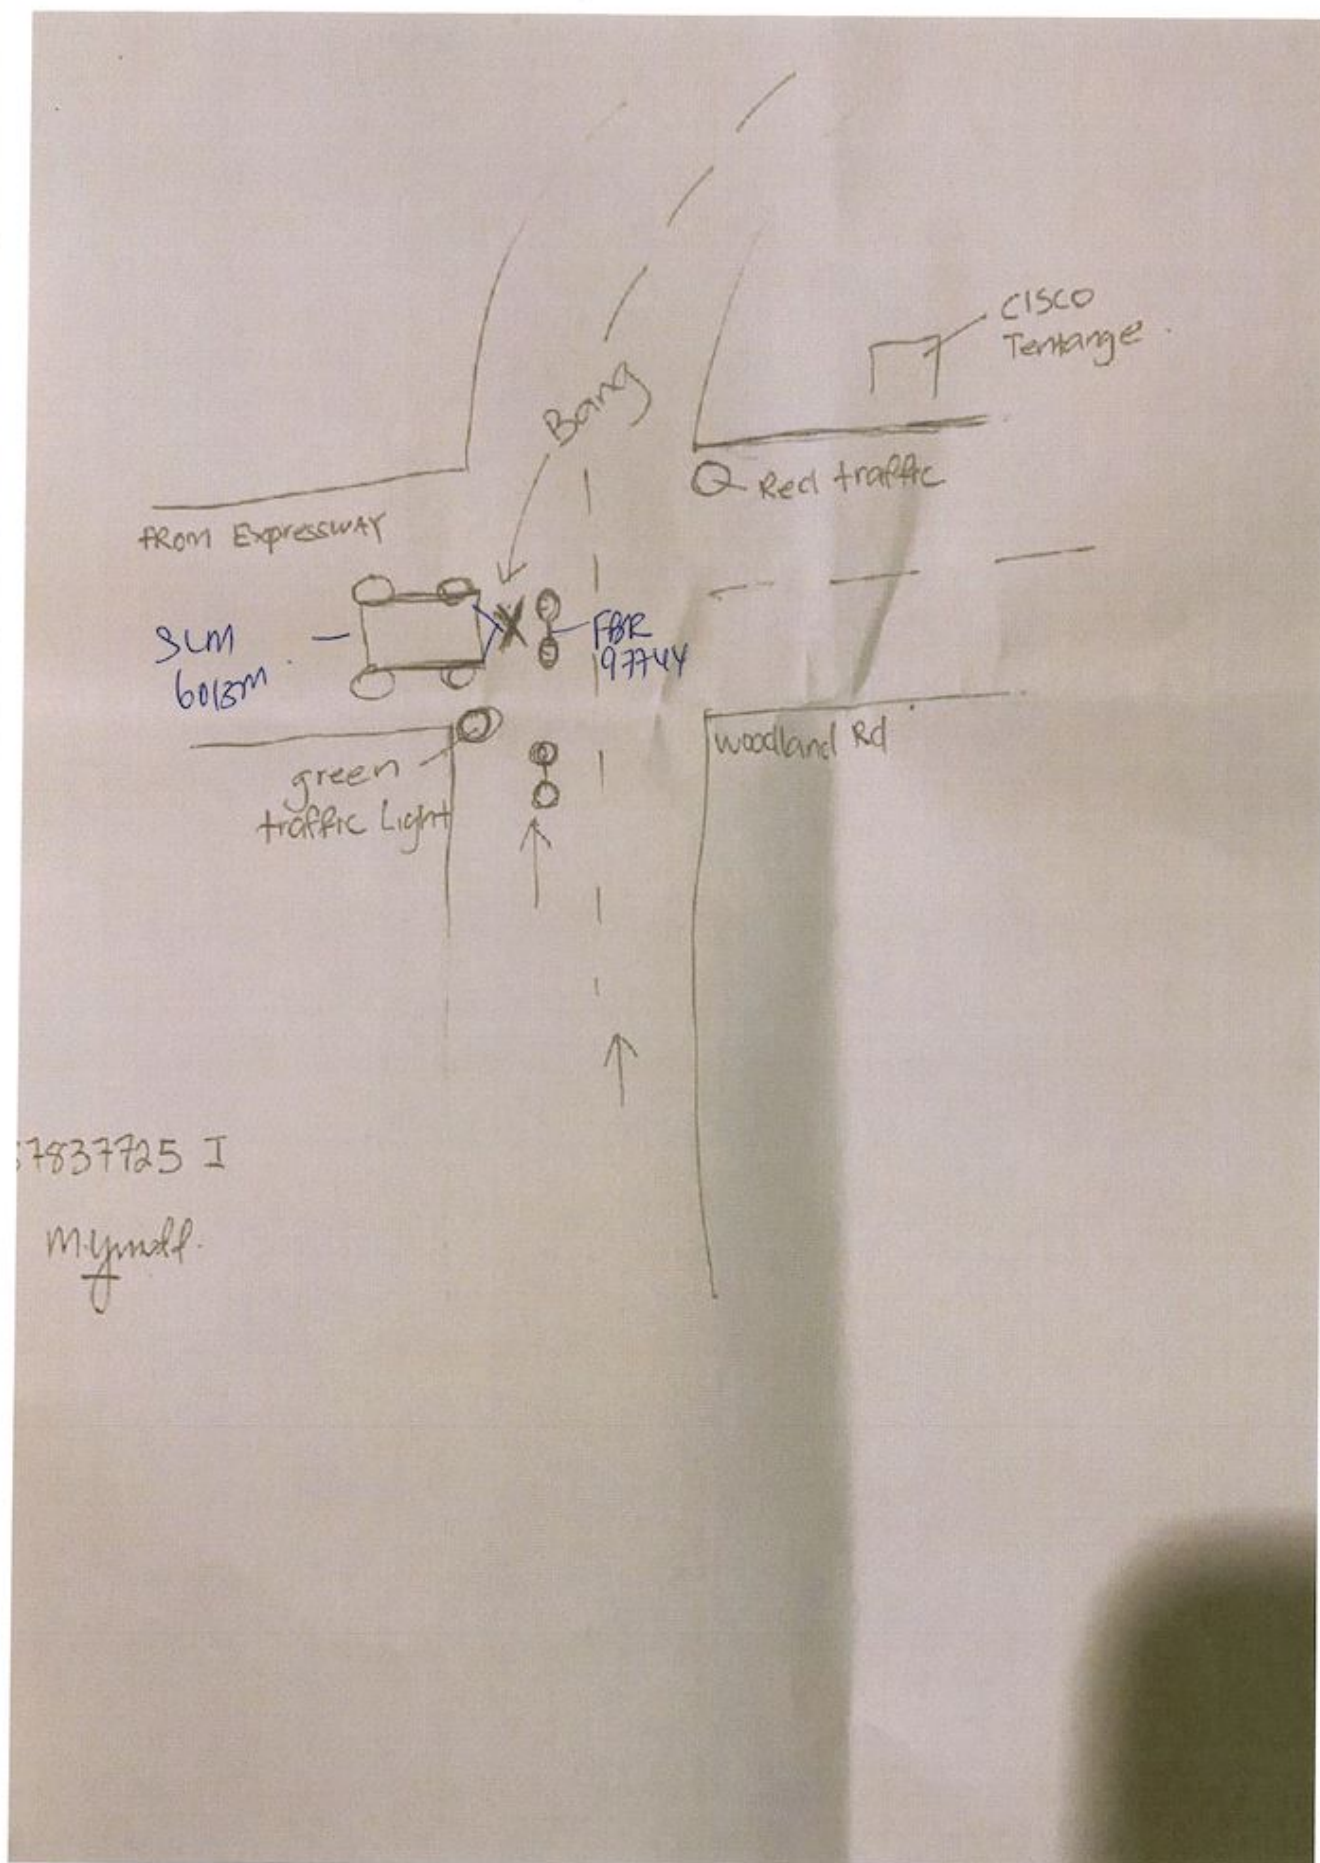 CISCO
Tentange.
Bang
Red traffic
FROM EXPRESSWAY
SLM
6013M
FBR
9774Y
woodland Rd
green
traffic Light
7837725 I